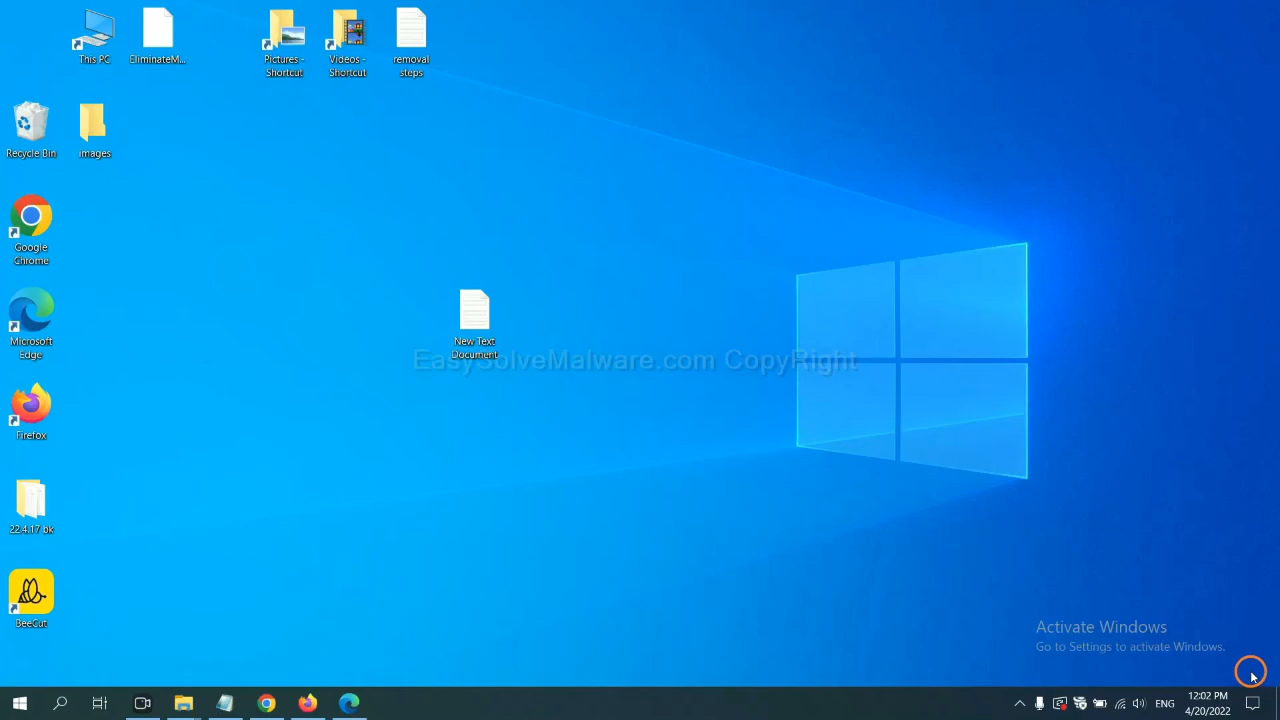 This PC
EliminateM...
Pictures -
Shortcut
Videos -
Shortcut
removal
steps
Recycle Bin
images
Google
Chrome
Microsoft
Edge
New Text
Document
EasySolveMalware.com CopyRight
Firefox
22.4.17 bk
BeeCut
Activate Windows
Go to Settings to activate Windows.
ENG
12:02 PM
4/20/2022